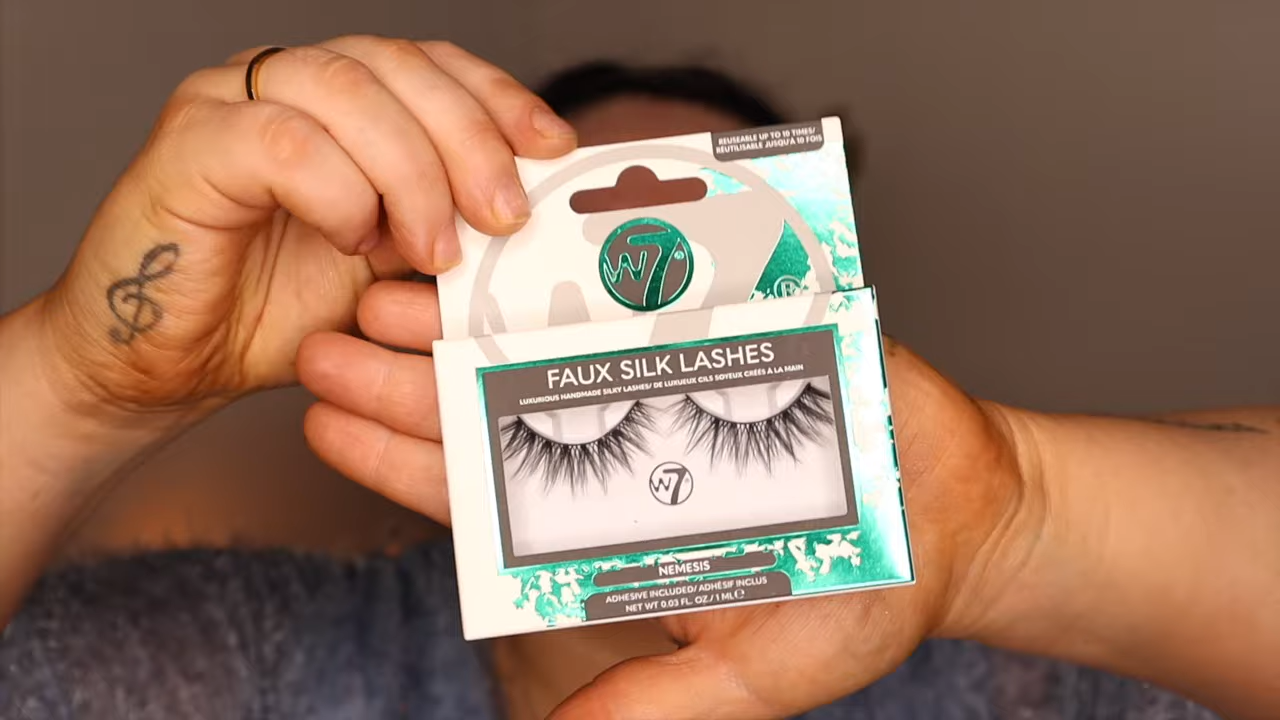 REUSEABLE UP TO 10 TIMES/
RÉUTILISABLE JUSQU'À 10 FOIS
W7®
®
FAUX SILK LASHES
LUXURIOUS HANDMADE SILKY LASHES/ DE LUXUEUX CILS SOYEUX CRÉÉS À LA MAIN
W7®
NEMESIS
ADHESIVE INCLUDED/ ADHÉSIF INCLUS
NET WT 0.03 FL. OZ./ 1 ML℮